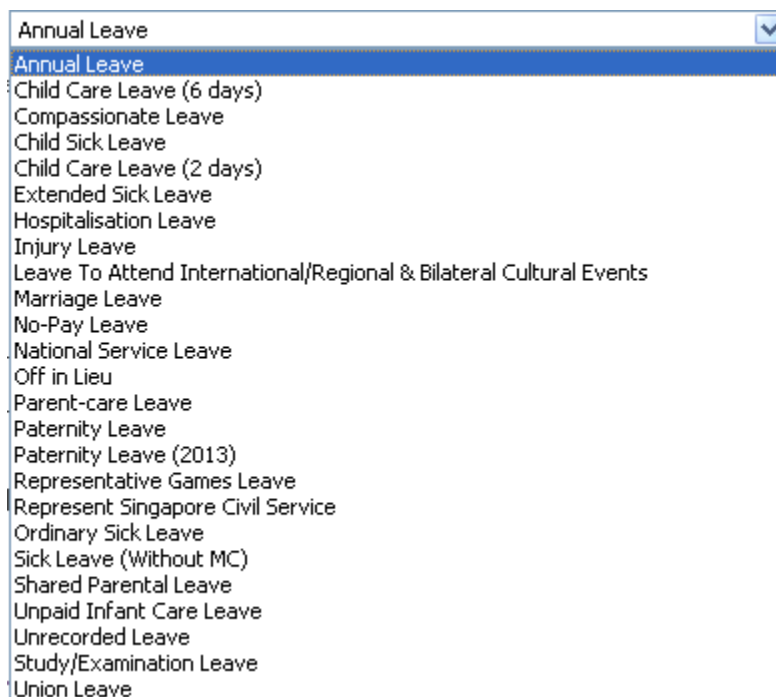 Annual Leave
Annual Leave
Child Care Leave (6 days)
Compassionate Leave
Child Sick Leave
Child Care Leave (2 days)
Extended Sick Leave
Hospitalisation Leave
Injury Leave
Leave To Attend International/Regional & Bilateral Cultural Events
Marriage Leave
No-Pay Leave
National Service Leave
Off in Lieu
Parent-care Leave
Paternity Leave
Paternity Leave (2013)
Representative Games Leave
Represent Singapore Civil Service
Ordinary Sick Leave
Sick Leave (Without MC)
Shared Parental Leave
Unpaid Infant Care Leave
Unrecorded Leave
Study/Examination Leave
Union Leave